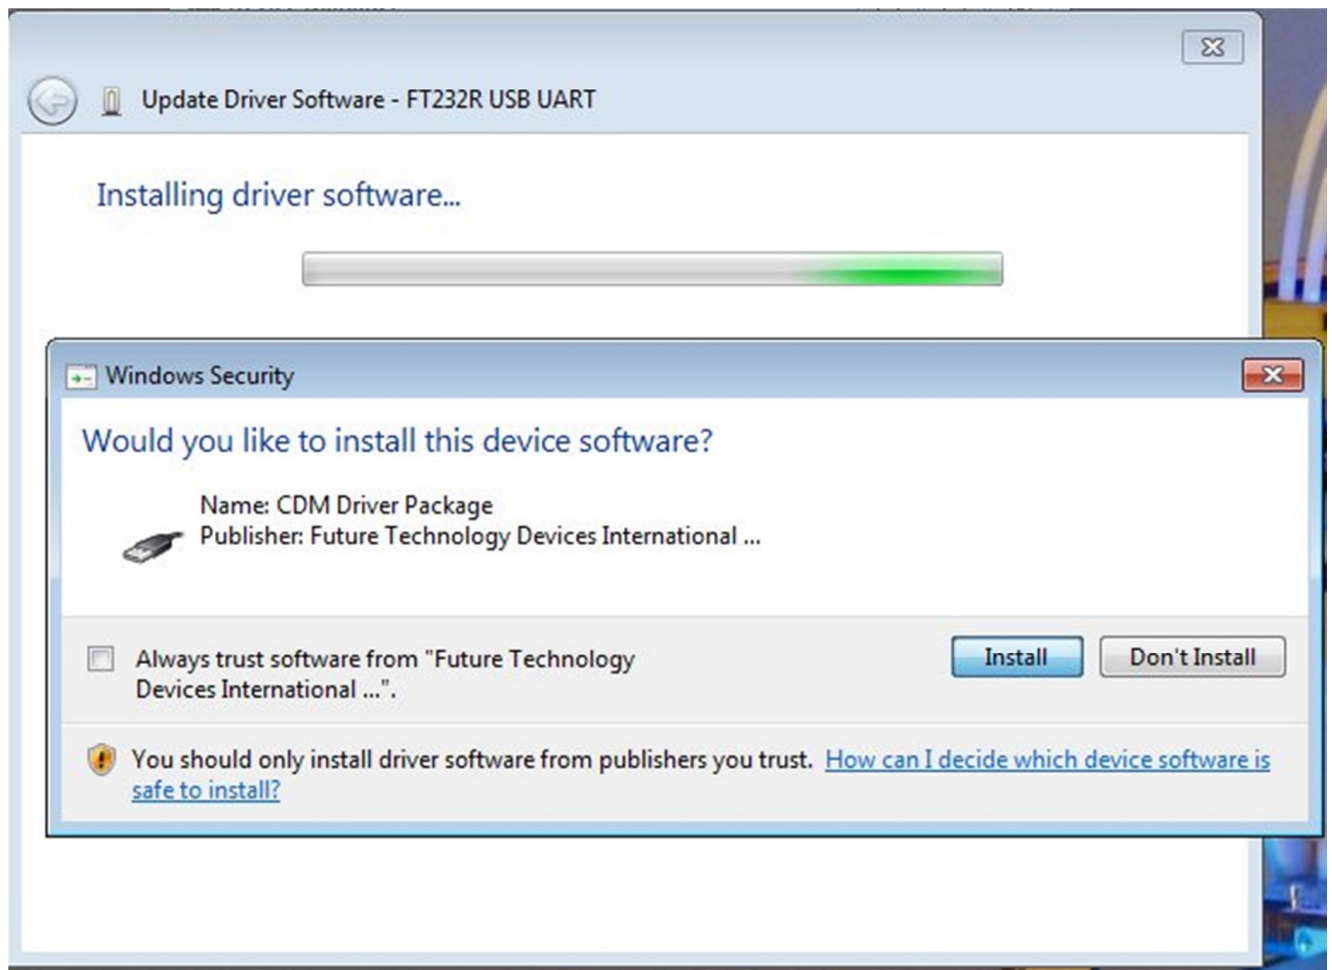 Update Driver Software - FT232R USB UART
Installing driver software...
Windows Security
Would you like to install this device software?
Name: CDM Driver Package
Publisher: Future Technology Devices International ...
Always trust software from "Future Technology
Devices International ...".
Install
Don't Install
You should only install driver software from publishers you trust. How can I decide which device software is
safe to install?